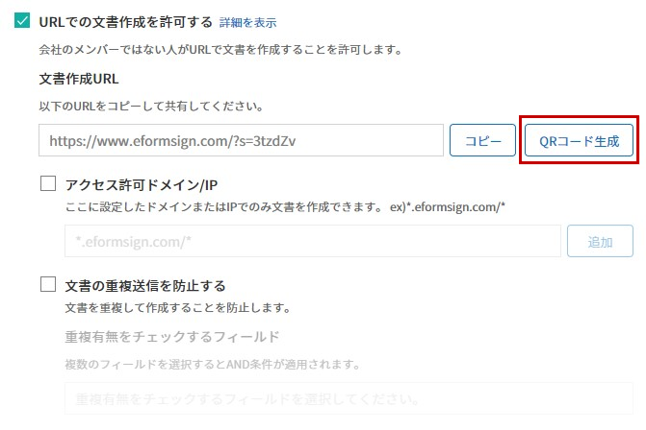 URLでの文書作成を許可する 詳細を表示
会社のメンバーではない人がURLで文書を作成することを許可します。
文書作成URL
以下のURLをコピーして共有してください。
https://www.eformsign.com/?s=3tzdZv コピー QRコード生成
アクセス許可ドメイン/IP
ここに設定したドメインまたはIPでのみ文書を作成できます。 ex)*.eformsign.com/*
*.eformsign.com/* 追加
文書の重複送信を防止する
文書を重複して作成することを防止します。
重複有無をチェックするフィールド
複数のフィールドを選択するとAND条件が適用されます。
重複有無をチェックするフィールドを選択してください。